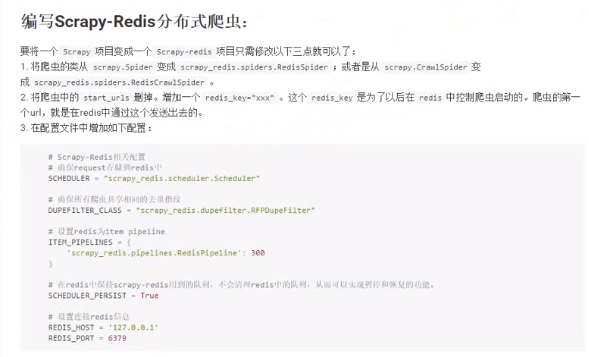 编写Scrapy-Redis分布式爬虫：
要将一个 Scrapy 项目变成一个 Scrapy-redis 项目只需修改以下三点就可以了：
1. 将爬虫的类从 scrapy.Spider 变成 scrapy_redis.spiders.RedisSpider ；或者是从 scrapy.CrawlSpider 变
成 scrapy_redis.spiders.RedisCrawlSpider 。
2. 将爬虫中的 start_urls 删掉。增加一个 redis_key="xxx" 。这个 redis_key 是为了以后在 redis 中控制爬虫启动的。爬虫的第一
个url，就是在redis中通过这个发送出去的。
3. 在配置文件中增加如下配置：
# Scrapy-Redis相关配置
# 确保request存储到redis中
SCHEDULER = "scrapy_redis.scheduler.Scheduler"
# 确保所有爬虫共享相同的去重指纹
DUPEFILTER_CLASS = "scrapy_redis.dupefilter.RFPDupeFilter"
# 设置redis为item pipeline
ITEM_PIPELINES = {
'scrapy_redis.pipelines.RedisPipeline': 300
}
# 在redis中保持scrapy-redis用到的队列，不会清理redis中的队列，从而可以实现暂停和恢复的功能。
SCHEDULER_PERSIST = True
# 设置连接redis信息
REDIS_HOST = '127.0.0.1'
REDIS_PORT = 6379